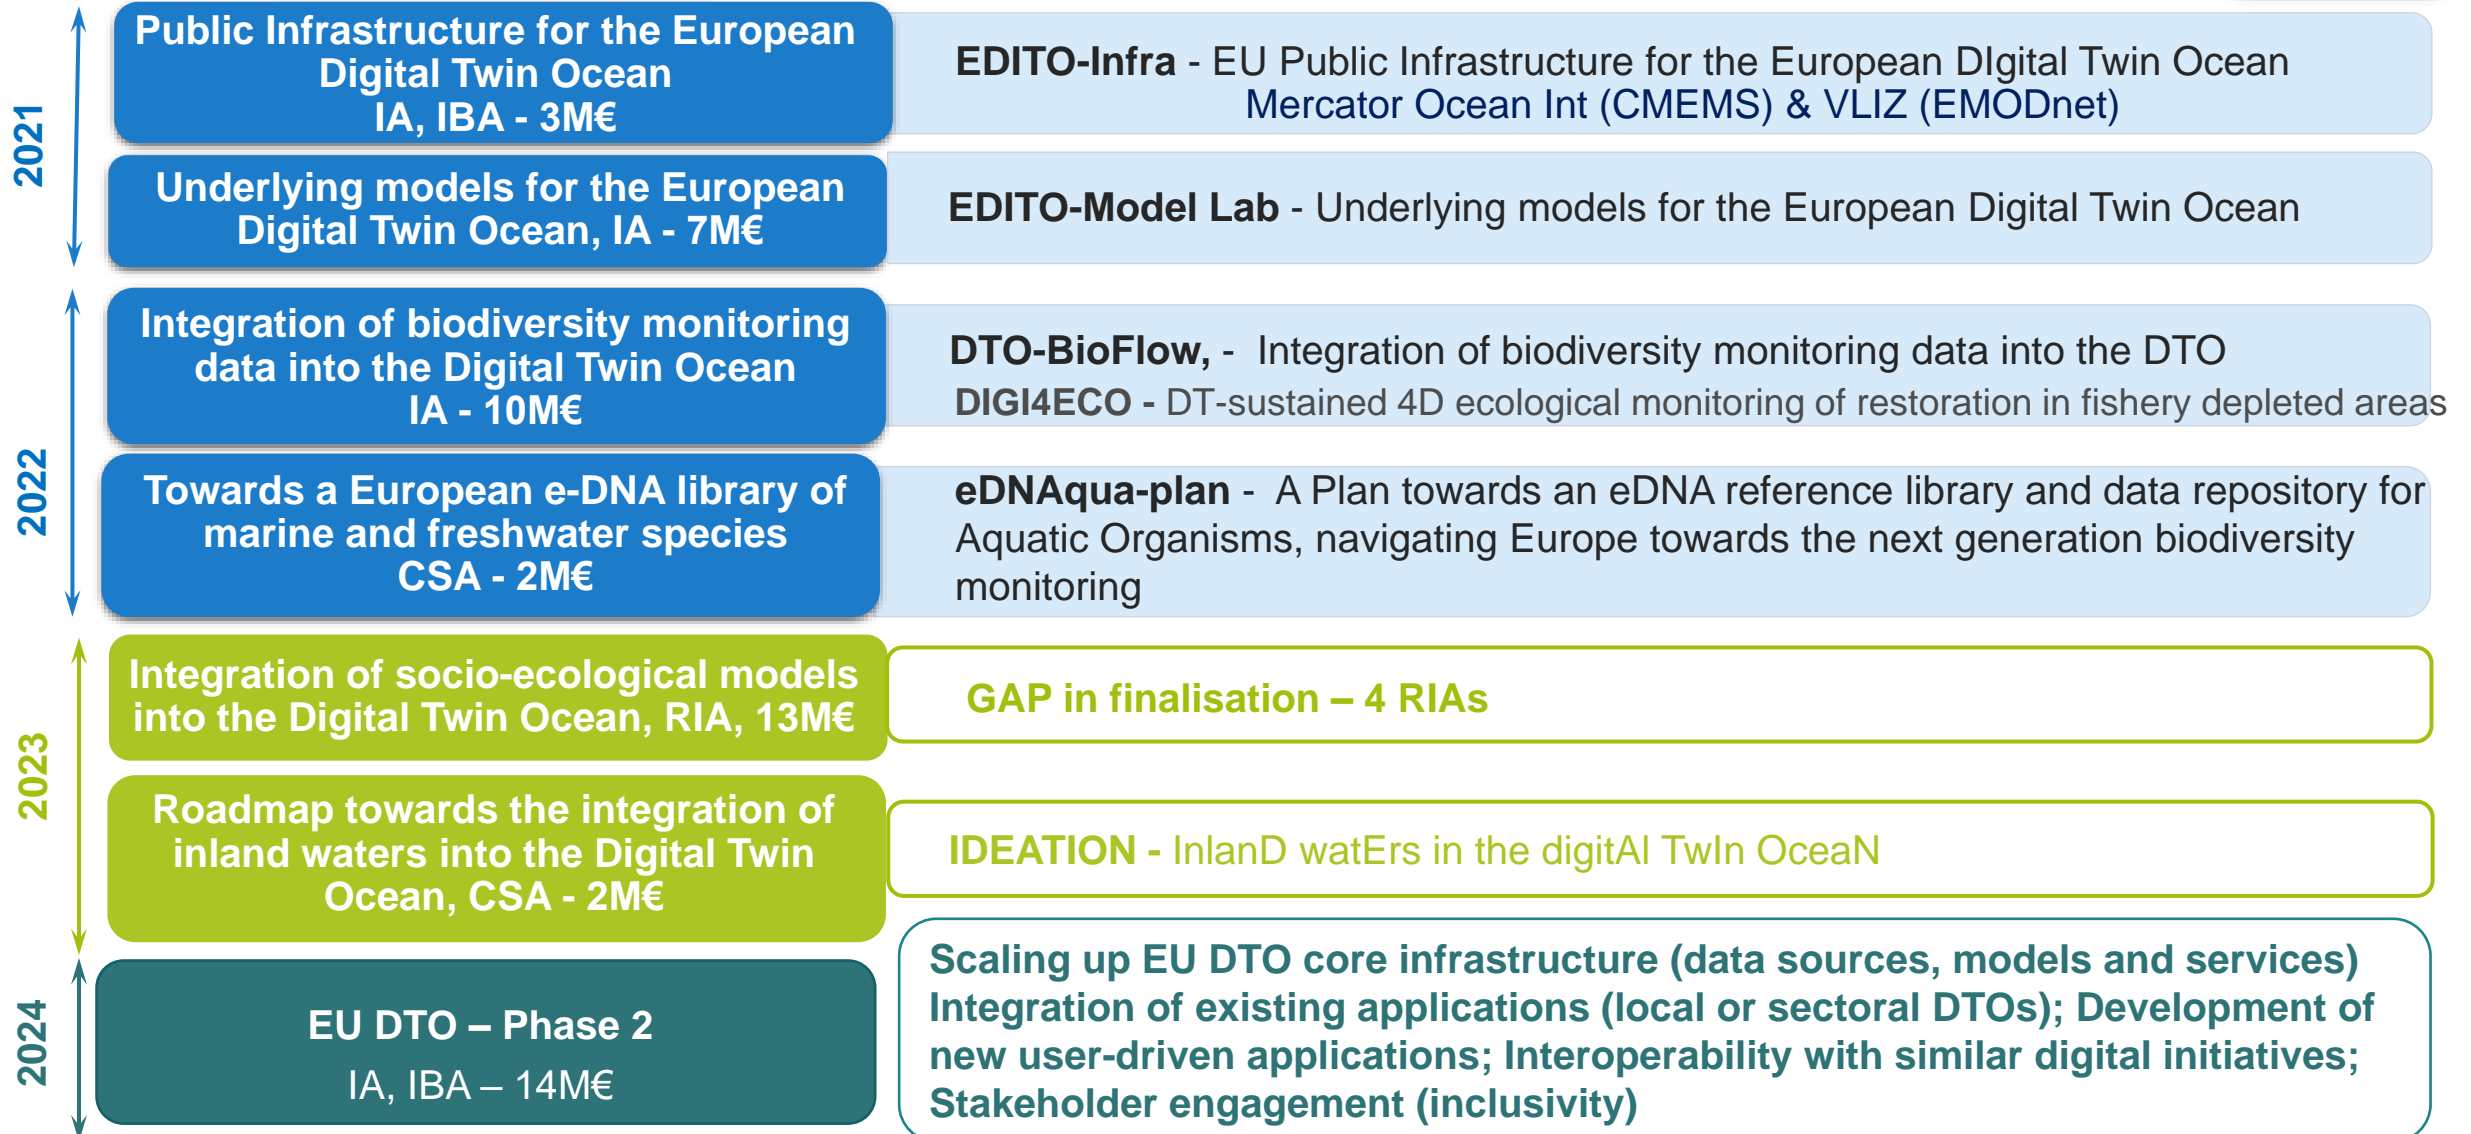 2021
Public Infrastructure for the European
Digital Twin Ocean
IA, IBA - 3M€
EDITO-Infra - EU Public Infrastructure for the European DIgital Twin Ocean
Mercator Ocean Int (CMEMS) & VLIZ (EMODnet)
Underlying models for the European
Digital Twin Ocean, IA - 7M€
EDITO-Model Lab - Underlying models for the European Digital Twin Ocean
2022
Integration of biodiversity monitoring
data into the Digital Twin Ocean
IA - 10M€
DTO-BioFlow, - Integration of biodiversity monitoring data into the DTO
DIGI4ECO - DT-sustained 4D ecological monitoring of restoration in fishery depleted areas
Towards a European e-DNA library of
marine and freshwater species
CSA - 2M€
eDNAqua-plan - A Plan towards an eDNA reference library and data repository for
Aquatic Organisms, navigating Europe towards the next generation biodiversity
monitoring
2023
Integration of socio-ecological models
into the Digital Twin Ocean, RIA, 13M€
GAP in finalisation – 4 RIAs
Roadmap towards the integration of
inland waters into the Digital Twin
Ocean, CSA - 2M€
IDEATION - InlanD watErs in the digitAl TwIn OceaN
2024
EU DTO – Phase 2
IA, IBA – 14M€
Scaling up EU DTO core infrastructure (data sources, models and services)
Integration of existing applications (local or sectoral DTOs); Development of
new user-driven applications; Interoperability with similar digital initiatives;
Stakeholder engagement (inclusivity)